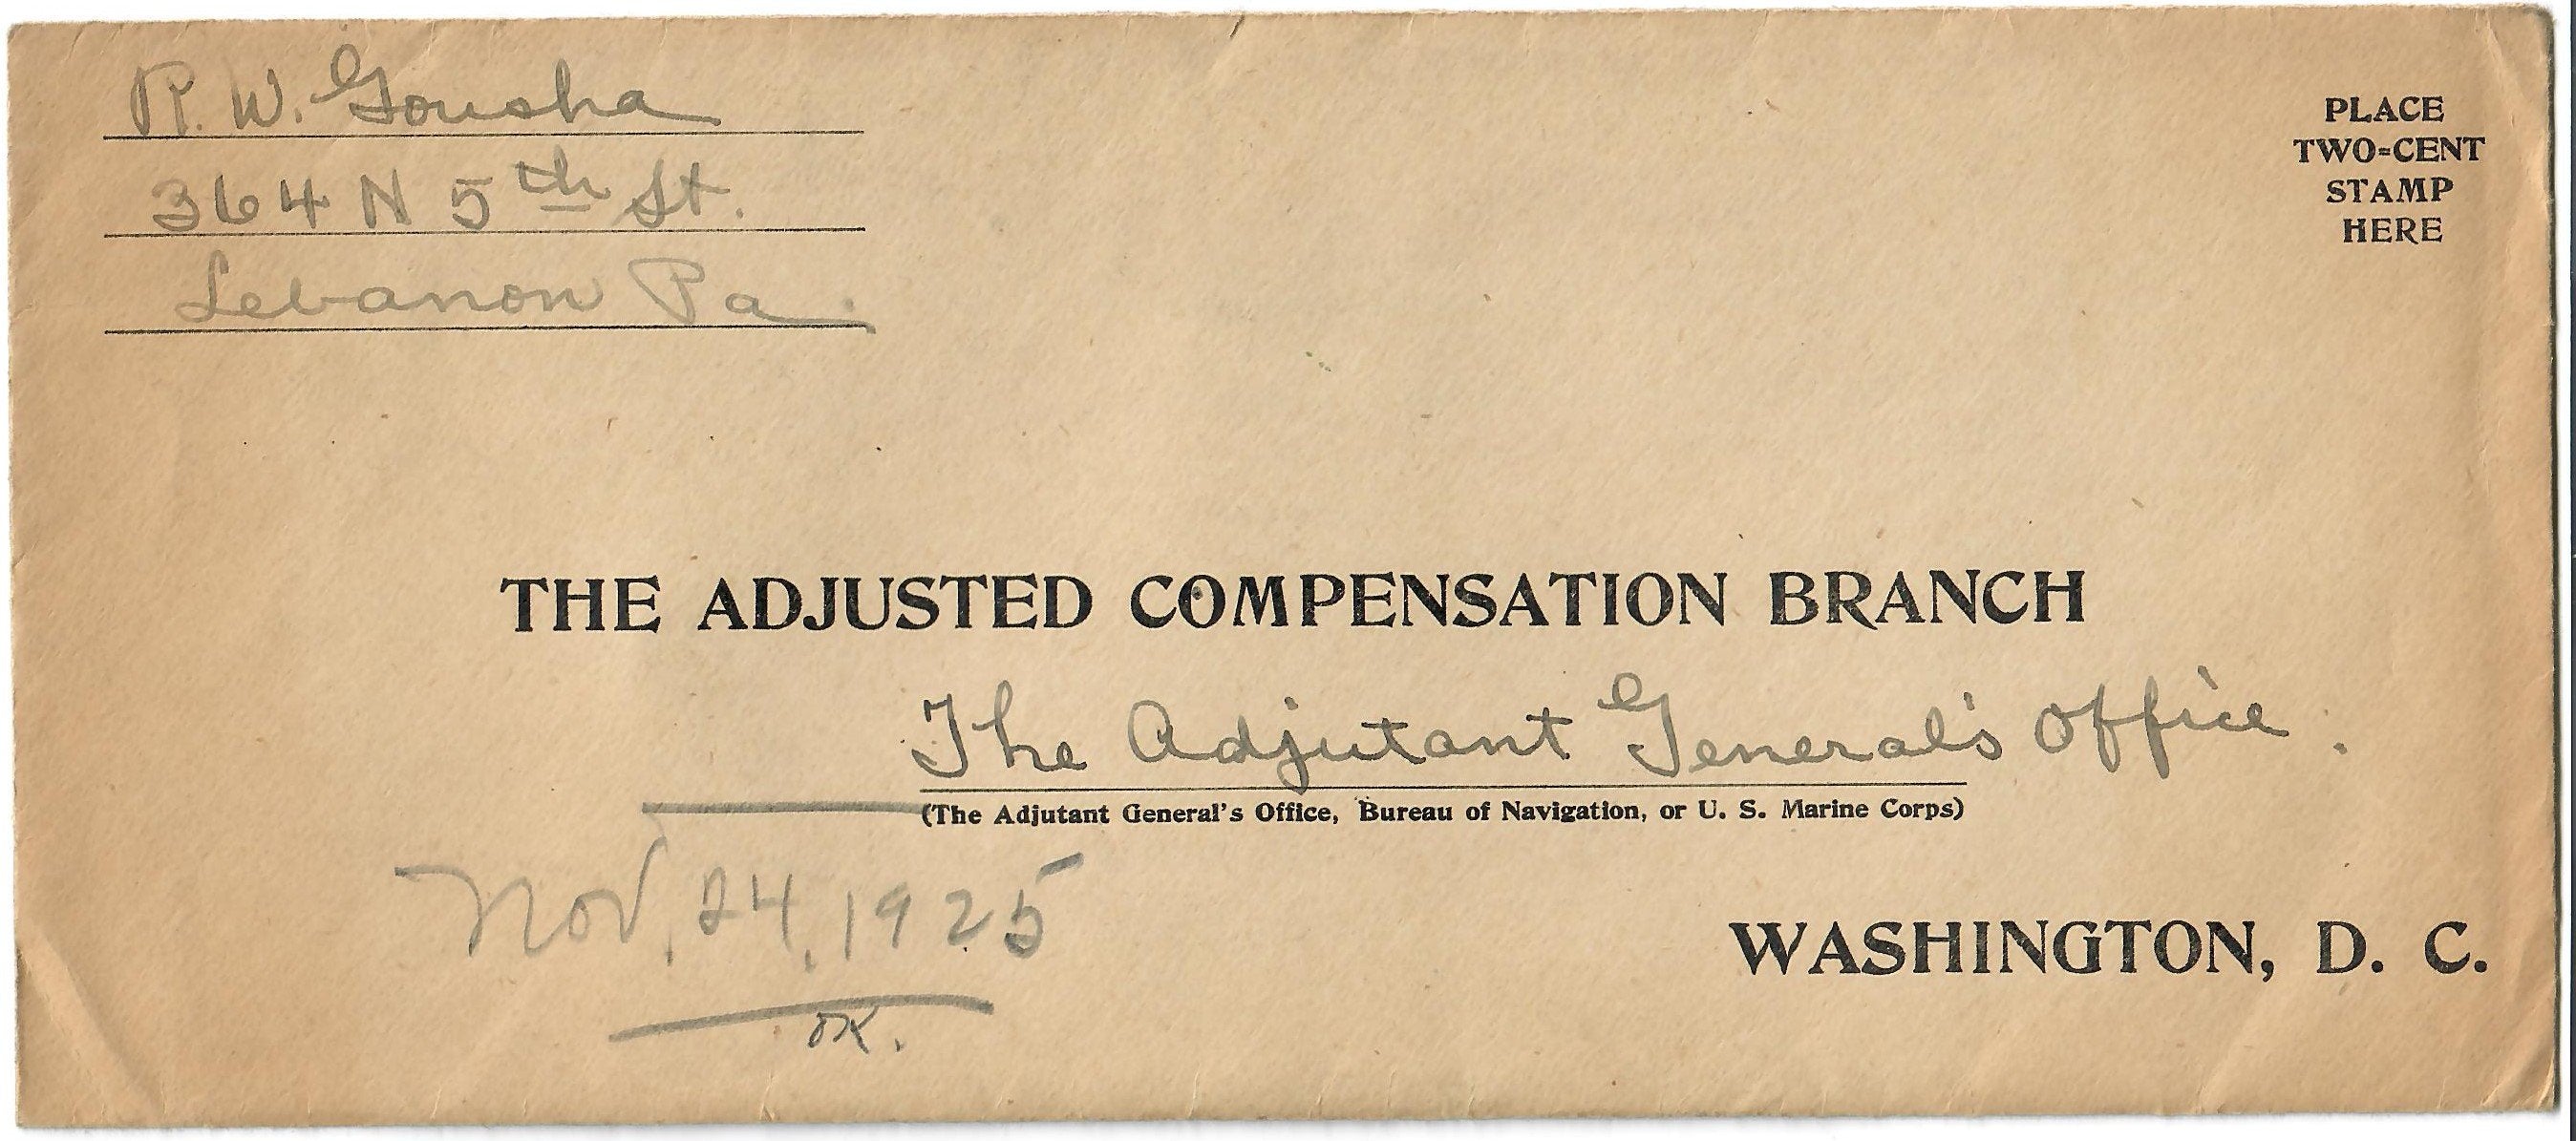 R. W. Gousha
364 N 5th St.
Lebanon Pa.
PLACE
TWO-CENT
STAMP
HERE
THE ADJUSTED COMPENSATION BRANCH
The Adjutant General's Office.
(The Adjutant General's Office, Bureau of Navigation, or U. S. Marine Corps)
Nov. 24, 1925
OK.
WASHINGTON, D. C.